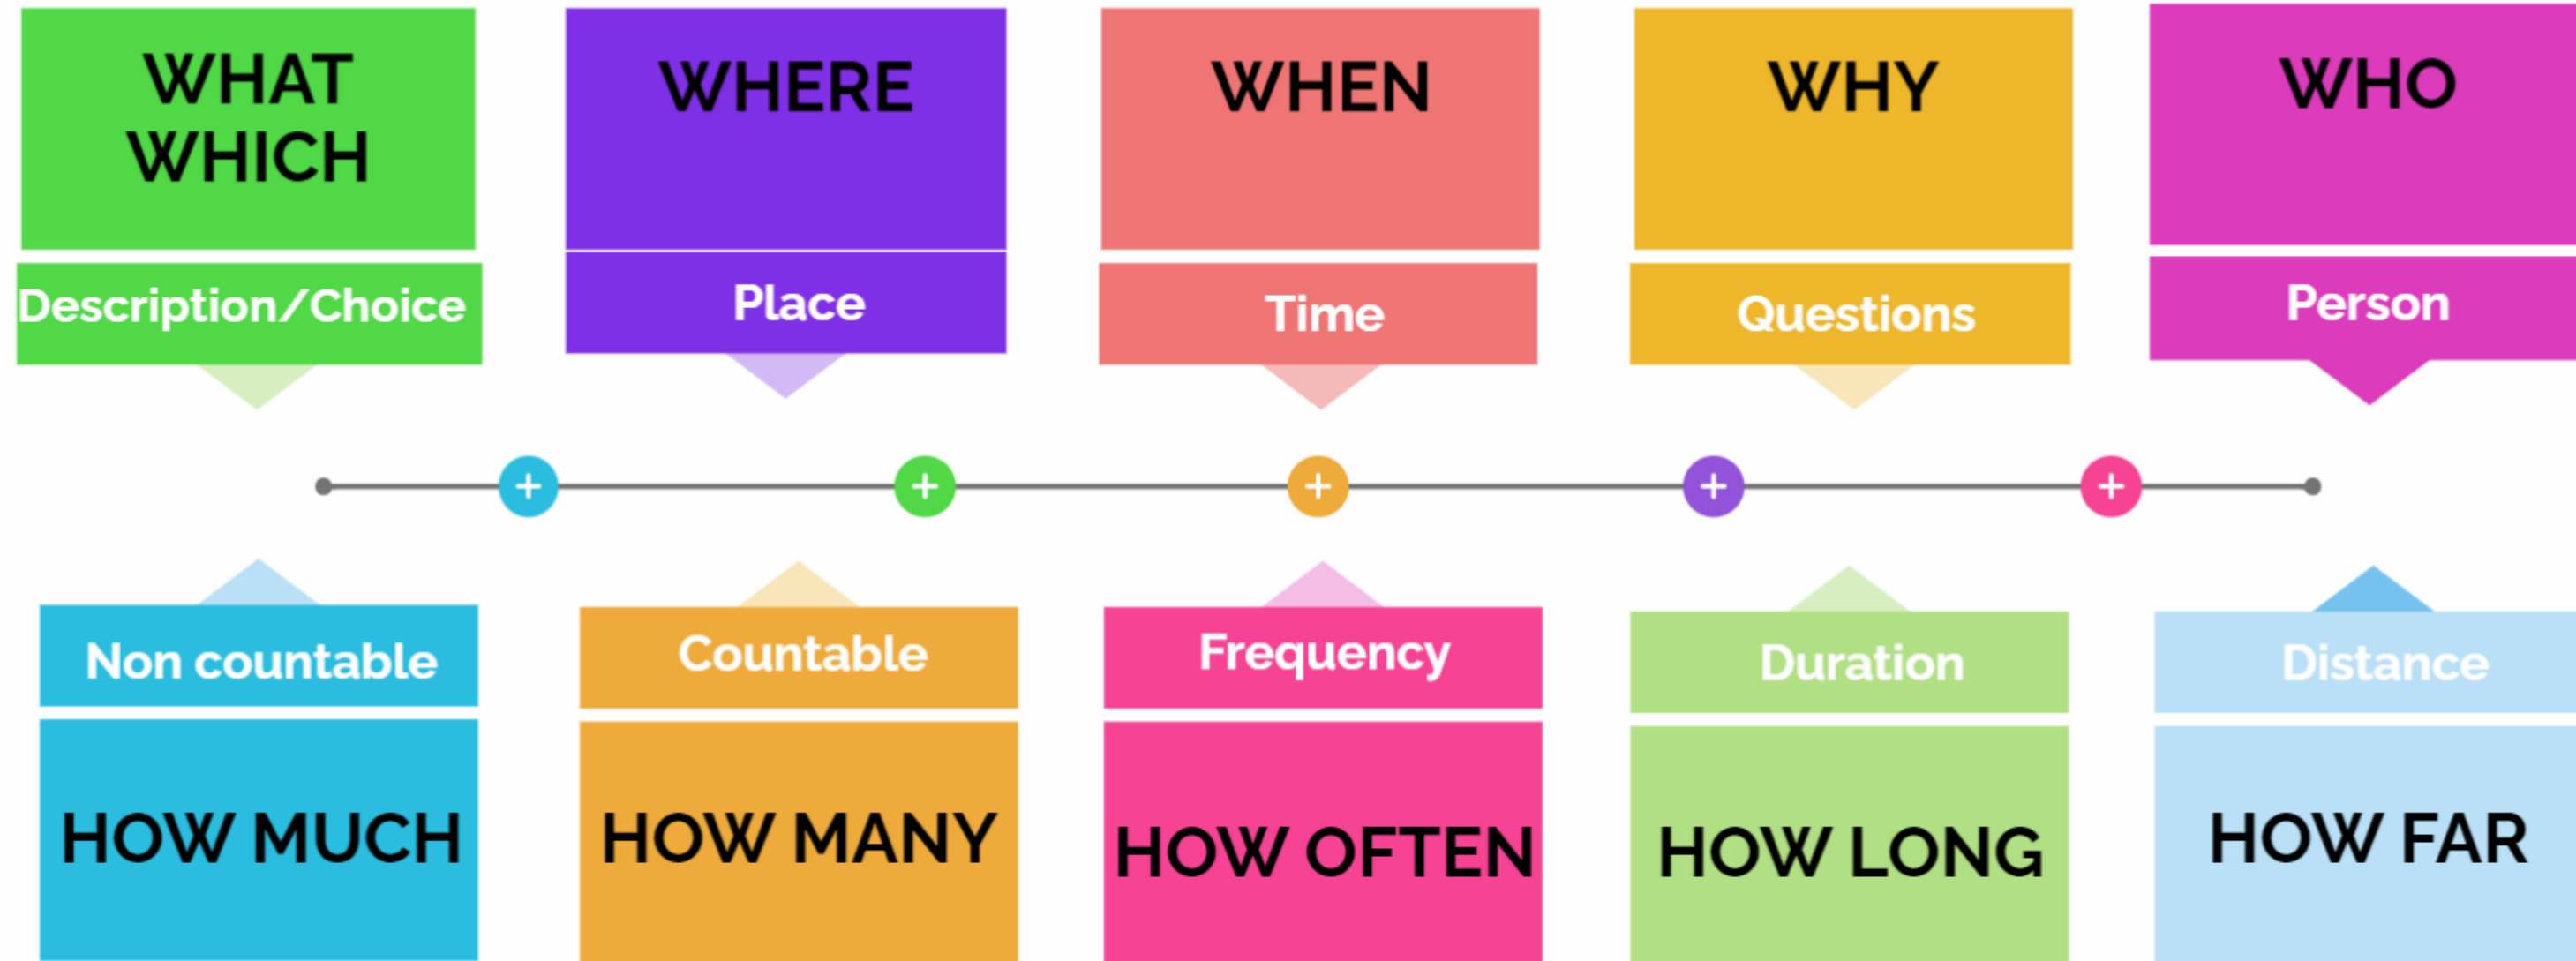 WHAT
WHICH
WHERE
WHEN
WHY
WHO
Description/Choice
Place
Time
Questions
Person
+
+
+
+
+
Non countable
Countable
Frequency
Duration
Distance
HOW MUCH
HOW MANY
HOW OFTEN
HOW LONG
HOW FAR